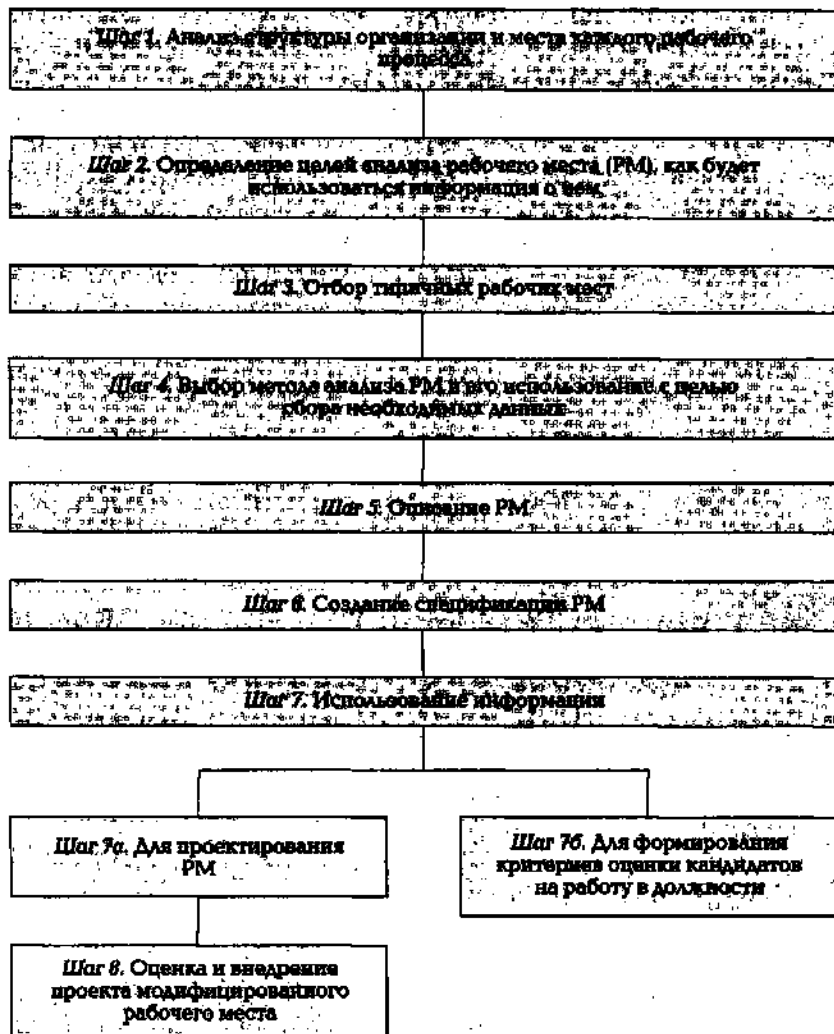 Шаг 1. Анализ структуры организации и места каждого рабочего
процесса
Шаг 2. Определение целей анализа рабочего места (РМ), как будет
использоваться информация о нем
Шаг 3. Отбор типичных рабочих мест
Шаг 4. Выбор метода анализа РМ и его использование с целью
сбора необходимых данных
Шаг 5. Описание РМ
Шаг 6. Создание спецификации РМ
Шаг 7. Использование информации
Шаг 7а. Для проектирования
РМ
Шаг 7б. Для формирования
критериев оценки кандидатов
на работу в должности
Шаг 8. Оценка и внедрение
проекта модифицированного
рабочего места